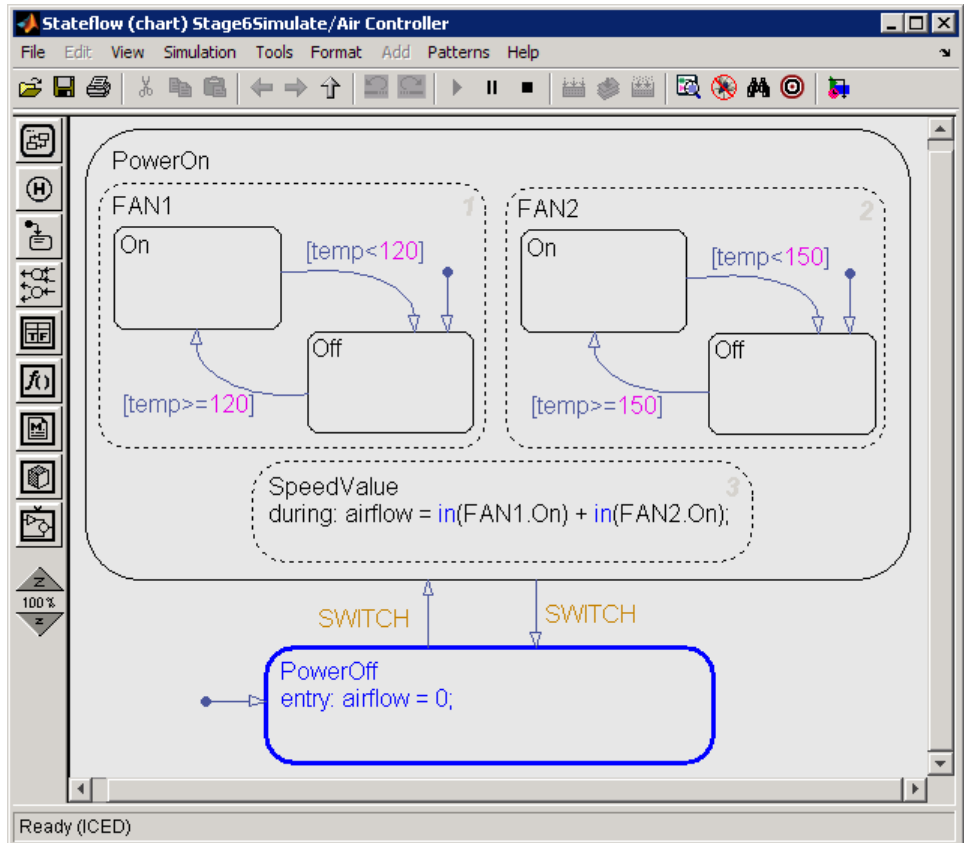 Stateflow (chart) Stage6Simulate/Air Controller
File Edit View Simulation Tools Format Add Patterns Help
PowerOn
FAN1 1
On
[temp<120]
Off
[temp>=120]
FAN2 2
On
[temp<150]
Off
[temp>=150]
SpeedValue 3
during: airflow = in(FAN1.On) + in(FAN2.On);
SWITCH
SWITCH
PowerOff
entry: airflow = 0;
H
TF
f()
M
Z
100 %
z
Ready (ICED)